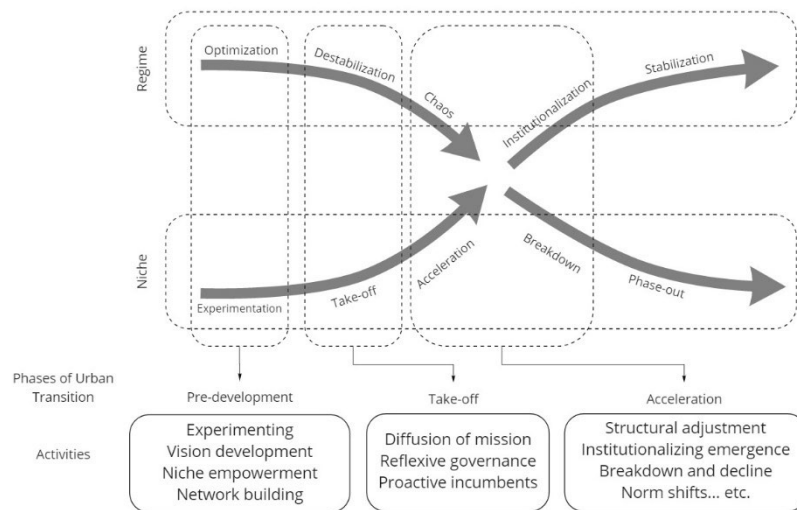 Regime
Optimization
Destabilization
Chaos
Institutionalization
Stabilization
Niche
Experimentation
Take-off
Acceleration
Breakdown
Phase-out
Phases of Urban
Transition
Pre-development
Take-off
Acceleration
Activities
Experimenting
Vision development
Niche empowerment
Network building
Diffusion of mission
Reflexive governance
Proactive incumbents
Structural adjustment
Institutionalizing emergence
Breakdown and decline
Norm shifts... etc.